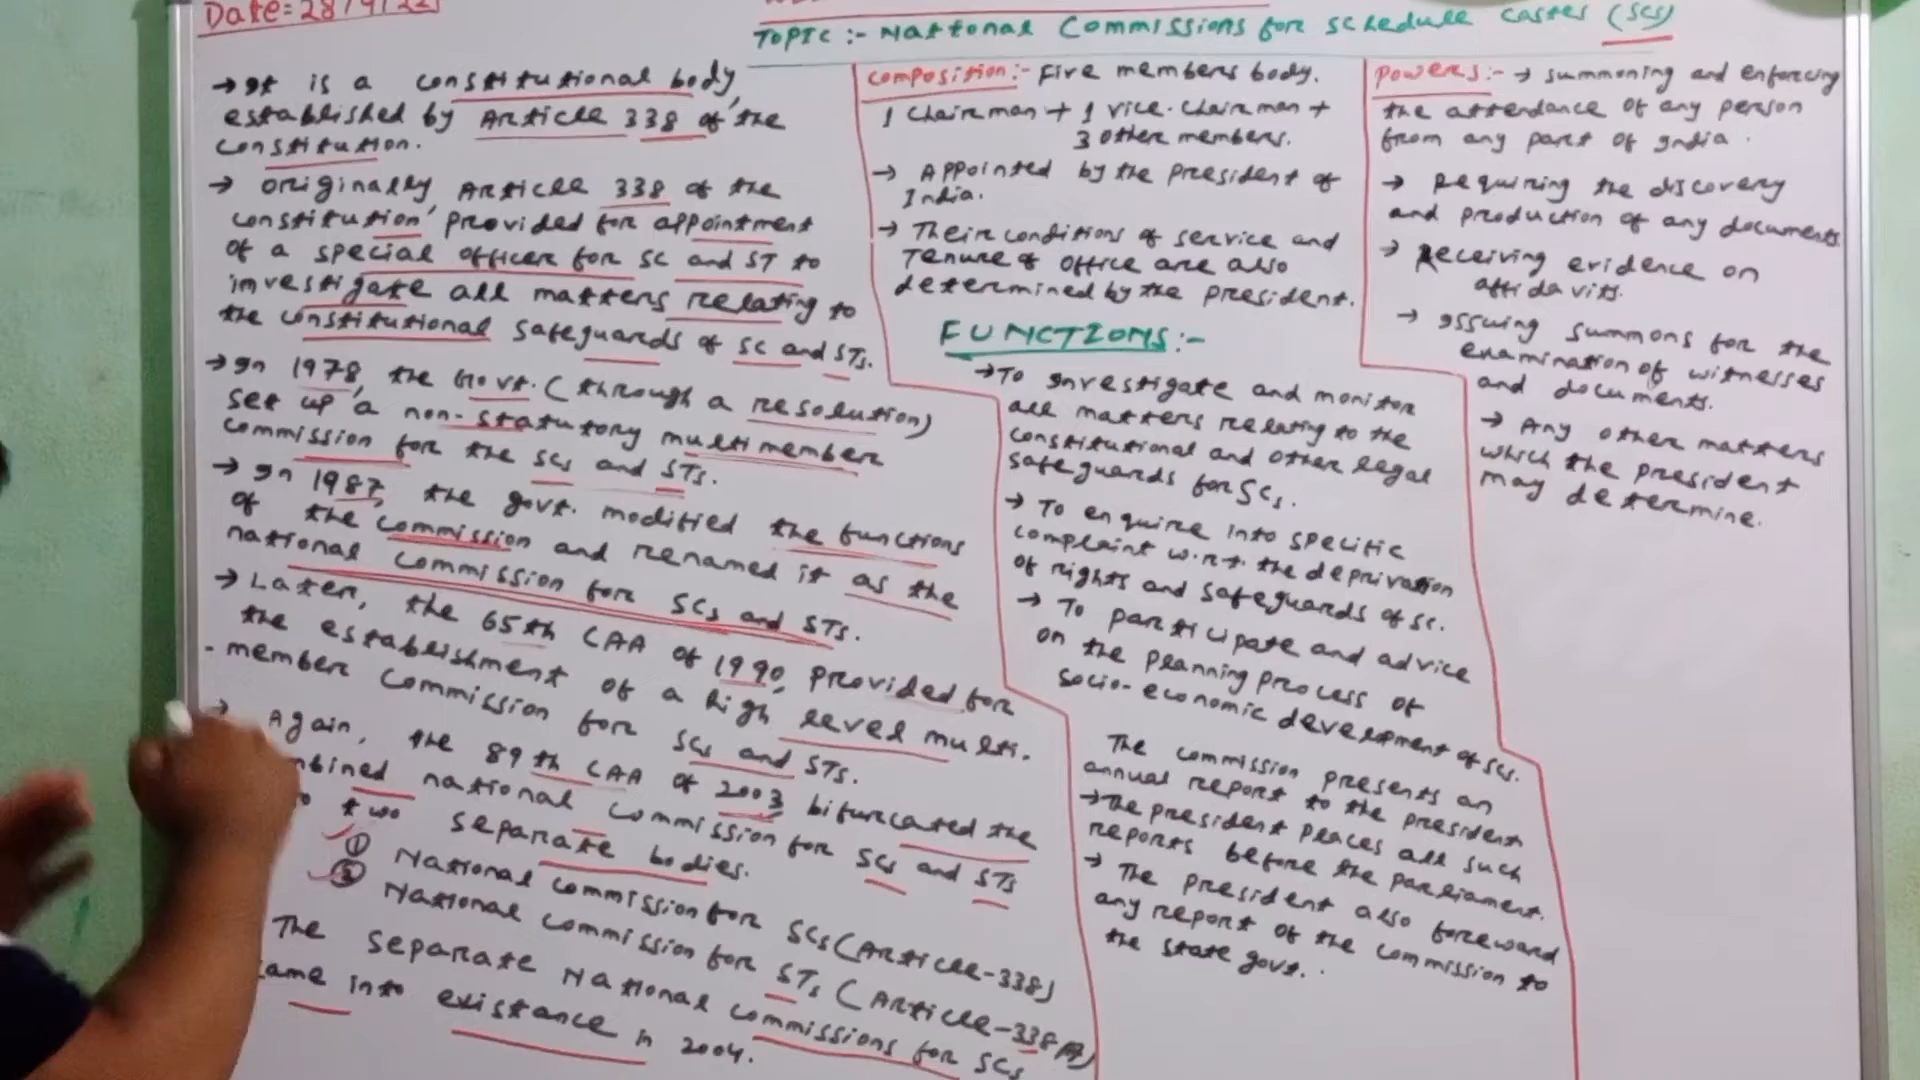 Date:-28/9/22
Topic:- National Commissions for schedule castes (SCs)
→ It is a constitutional body,
established by Article 338 of the
constitution.
→ originally, Article 338 of the
constitution, provided for appointment
of a special officer for SC and ST to
investigate all matters relating to
the constitutional safeguards of SC and STs.
→ In 1978, the Govt. (through a resolution)
set up a non-statutory multimember
commission for the SCs and STs.
→ In 1987, the govt. modified the functions
of the commission and renamed it as the
national commission for SCs and STs.
→ Later, the 65th CAA of 1990, provided for
the establishment of a high level multi-
-member commission for SCs and STs.
Again, the 89th CAA of 2003 bifurcated the
national commission for SCs and STs
two separate bodies.
① National commission for SCs (Article-338)
② National commission for STs (Article-338A)
The separate National commissions for SCs
came into existance in 2004.
Composition:- Five members body.
1 Chairman + 1 vice-chairman +
3 other members.
→ Appointed by the President of
India.
→ Their conditions of service and
Tenure of office are also
determined by the president.
FUNCTIONS:-
→ To investigate and monitor
all matters relating to the
constitutional and other legal
safeguards for SCs.
→ To enquire into specific
complaint w.r.t. the deprivation
of rights and safeguards of SC.
→ To participate and advice
on the planning process of
socio-economic development of SCs.
The commission presents an
annual report to the president
→ The president places all such
reports before the parliament.
→ The president also foreward
any report of the commission to
the state govt.
Powers:- → summoning and enforcing
the attendance of any person
from any part of India.
→ Requiring the discovery
and production of any documents
→ Receiving evidence on
affidavits.
→ Issuing summons for the
examination of witnesses
and documents.
→ Any other matters
which the president
may determine.